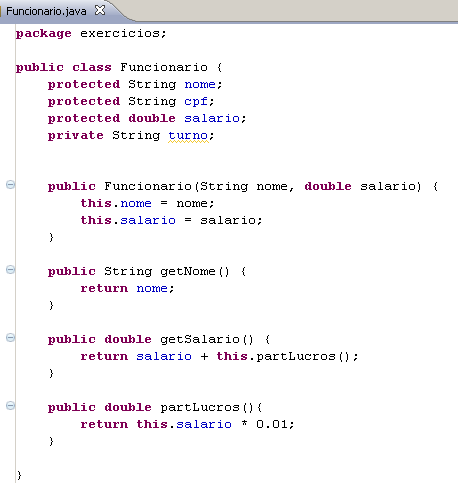 Funcionario.java
package exercicios;
public class Funcionario {
protected String nome;
protected String cpf;
protected double salario;
private String turno;
public Funcionario(String nome, double salario) {
this.nome = nome;
this.salario = salario;
}
public String getNome() {
return nome;
}
public double getSalario() {
return salario + this.partLucros();
}
public double partLucros(){
return this.salario * 0.01;
}
}